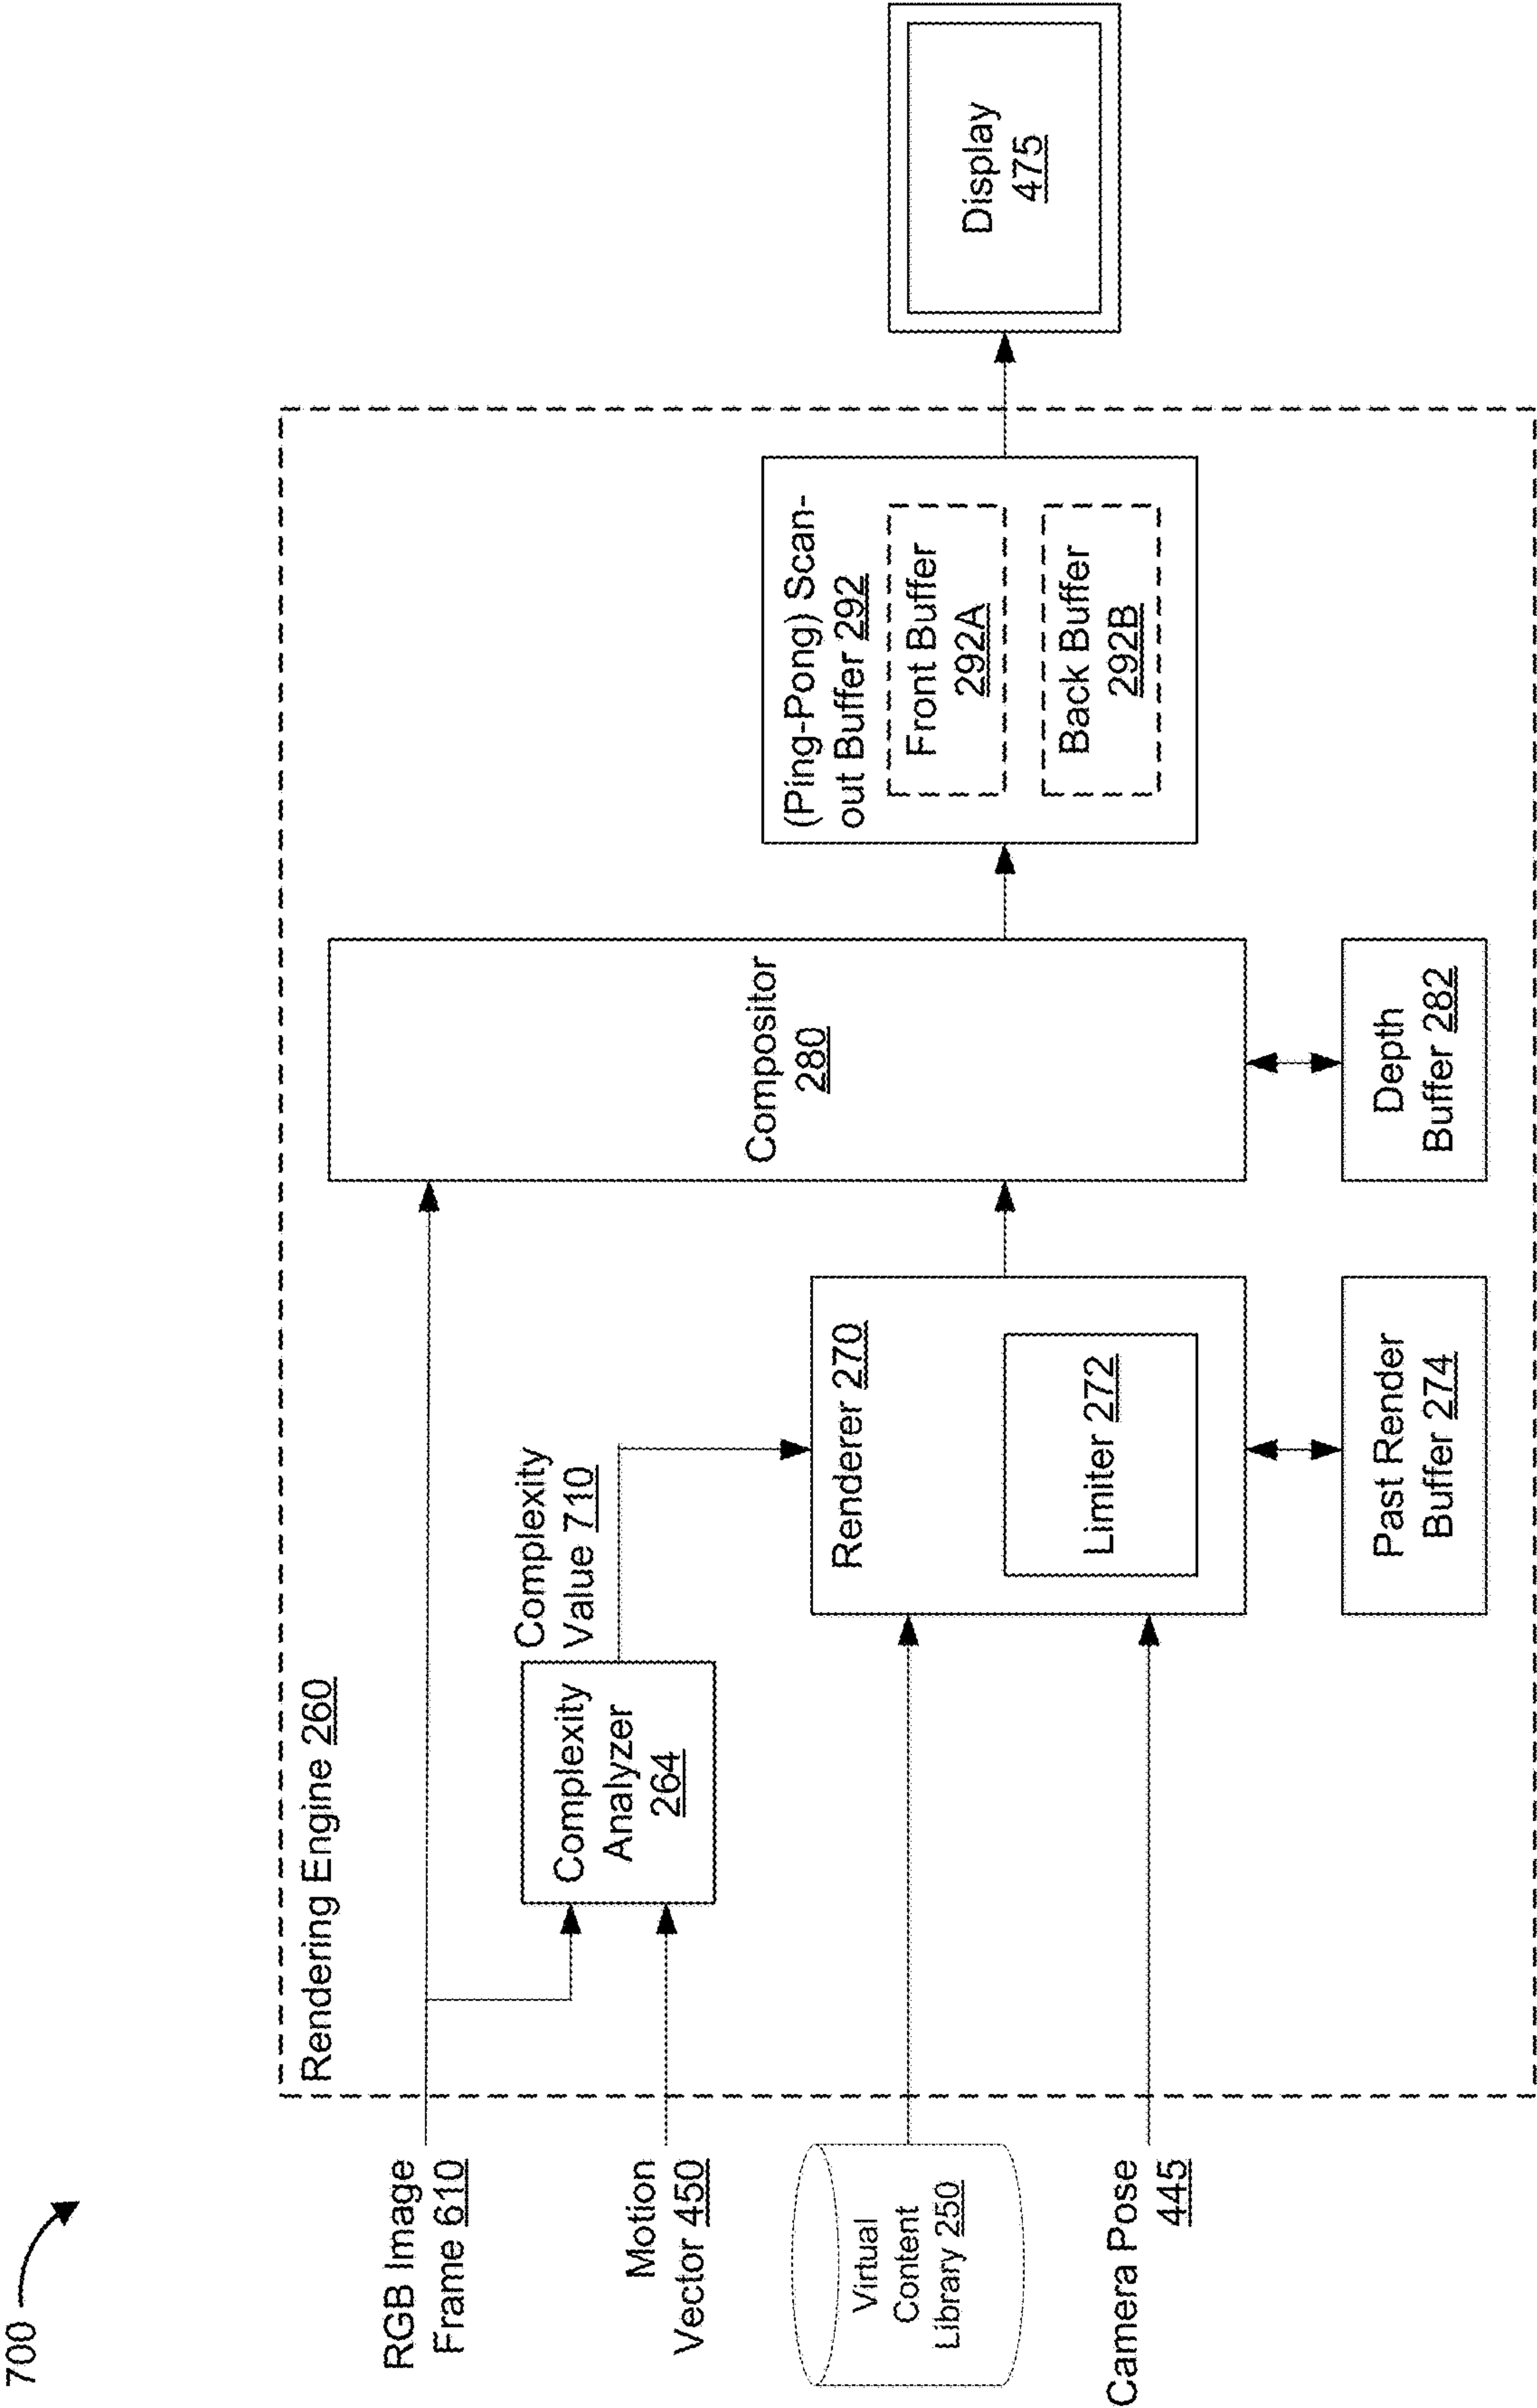 700
Rendering Engine 260
RGB Image
Frame 610
Motion
Vector 450
Virtual
Content
Library 250
Camera Pose
445
Complexity
Analyzer
264
Complexity
Value 710
Renderer 270
Limiter 272
Past Render
Buffer 274
Compositor
280
Depth
Buffer 282
(Ping-Pong) Scan-
out Buffer 292
Front Buffer
292A
Back Buffer
292B
Display
475